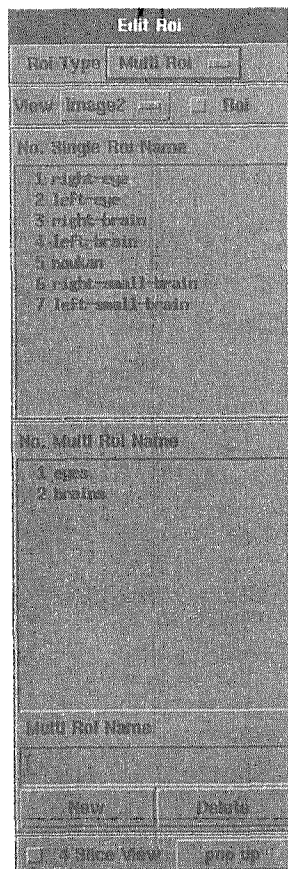 Edit Roi
Roi Type Multi Roi
View Image2 Roi
No. Single Roi Name
1 right-eye
2 left-eye
3 right-brain
4 left-brain
5 noukan
6 right-small-brain
7 left-small-brain
No. Multi Roi Name
1 eyes
2 brains
Multi Roi Name
New Delete
4 Slice View pop up